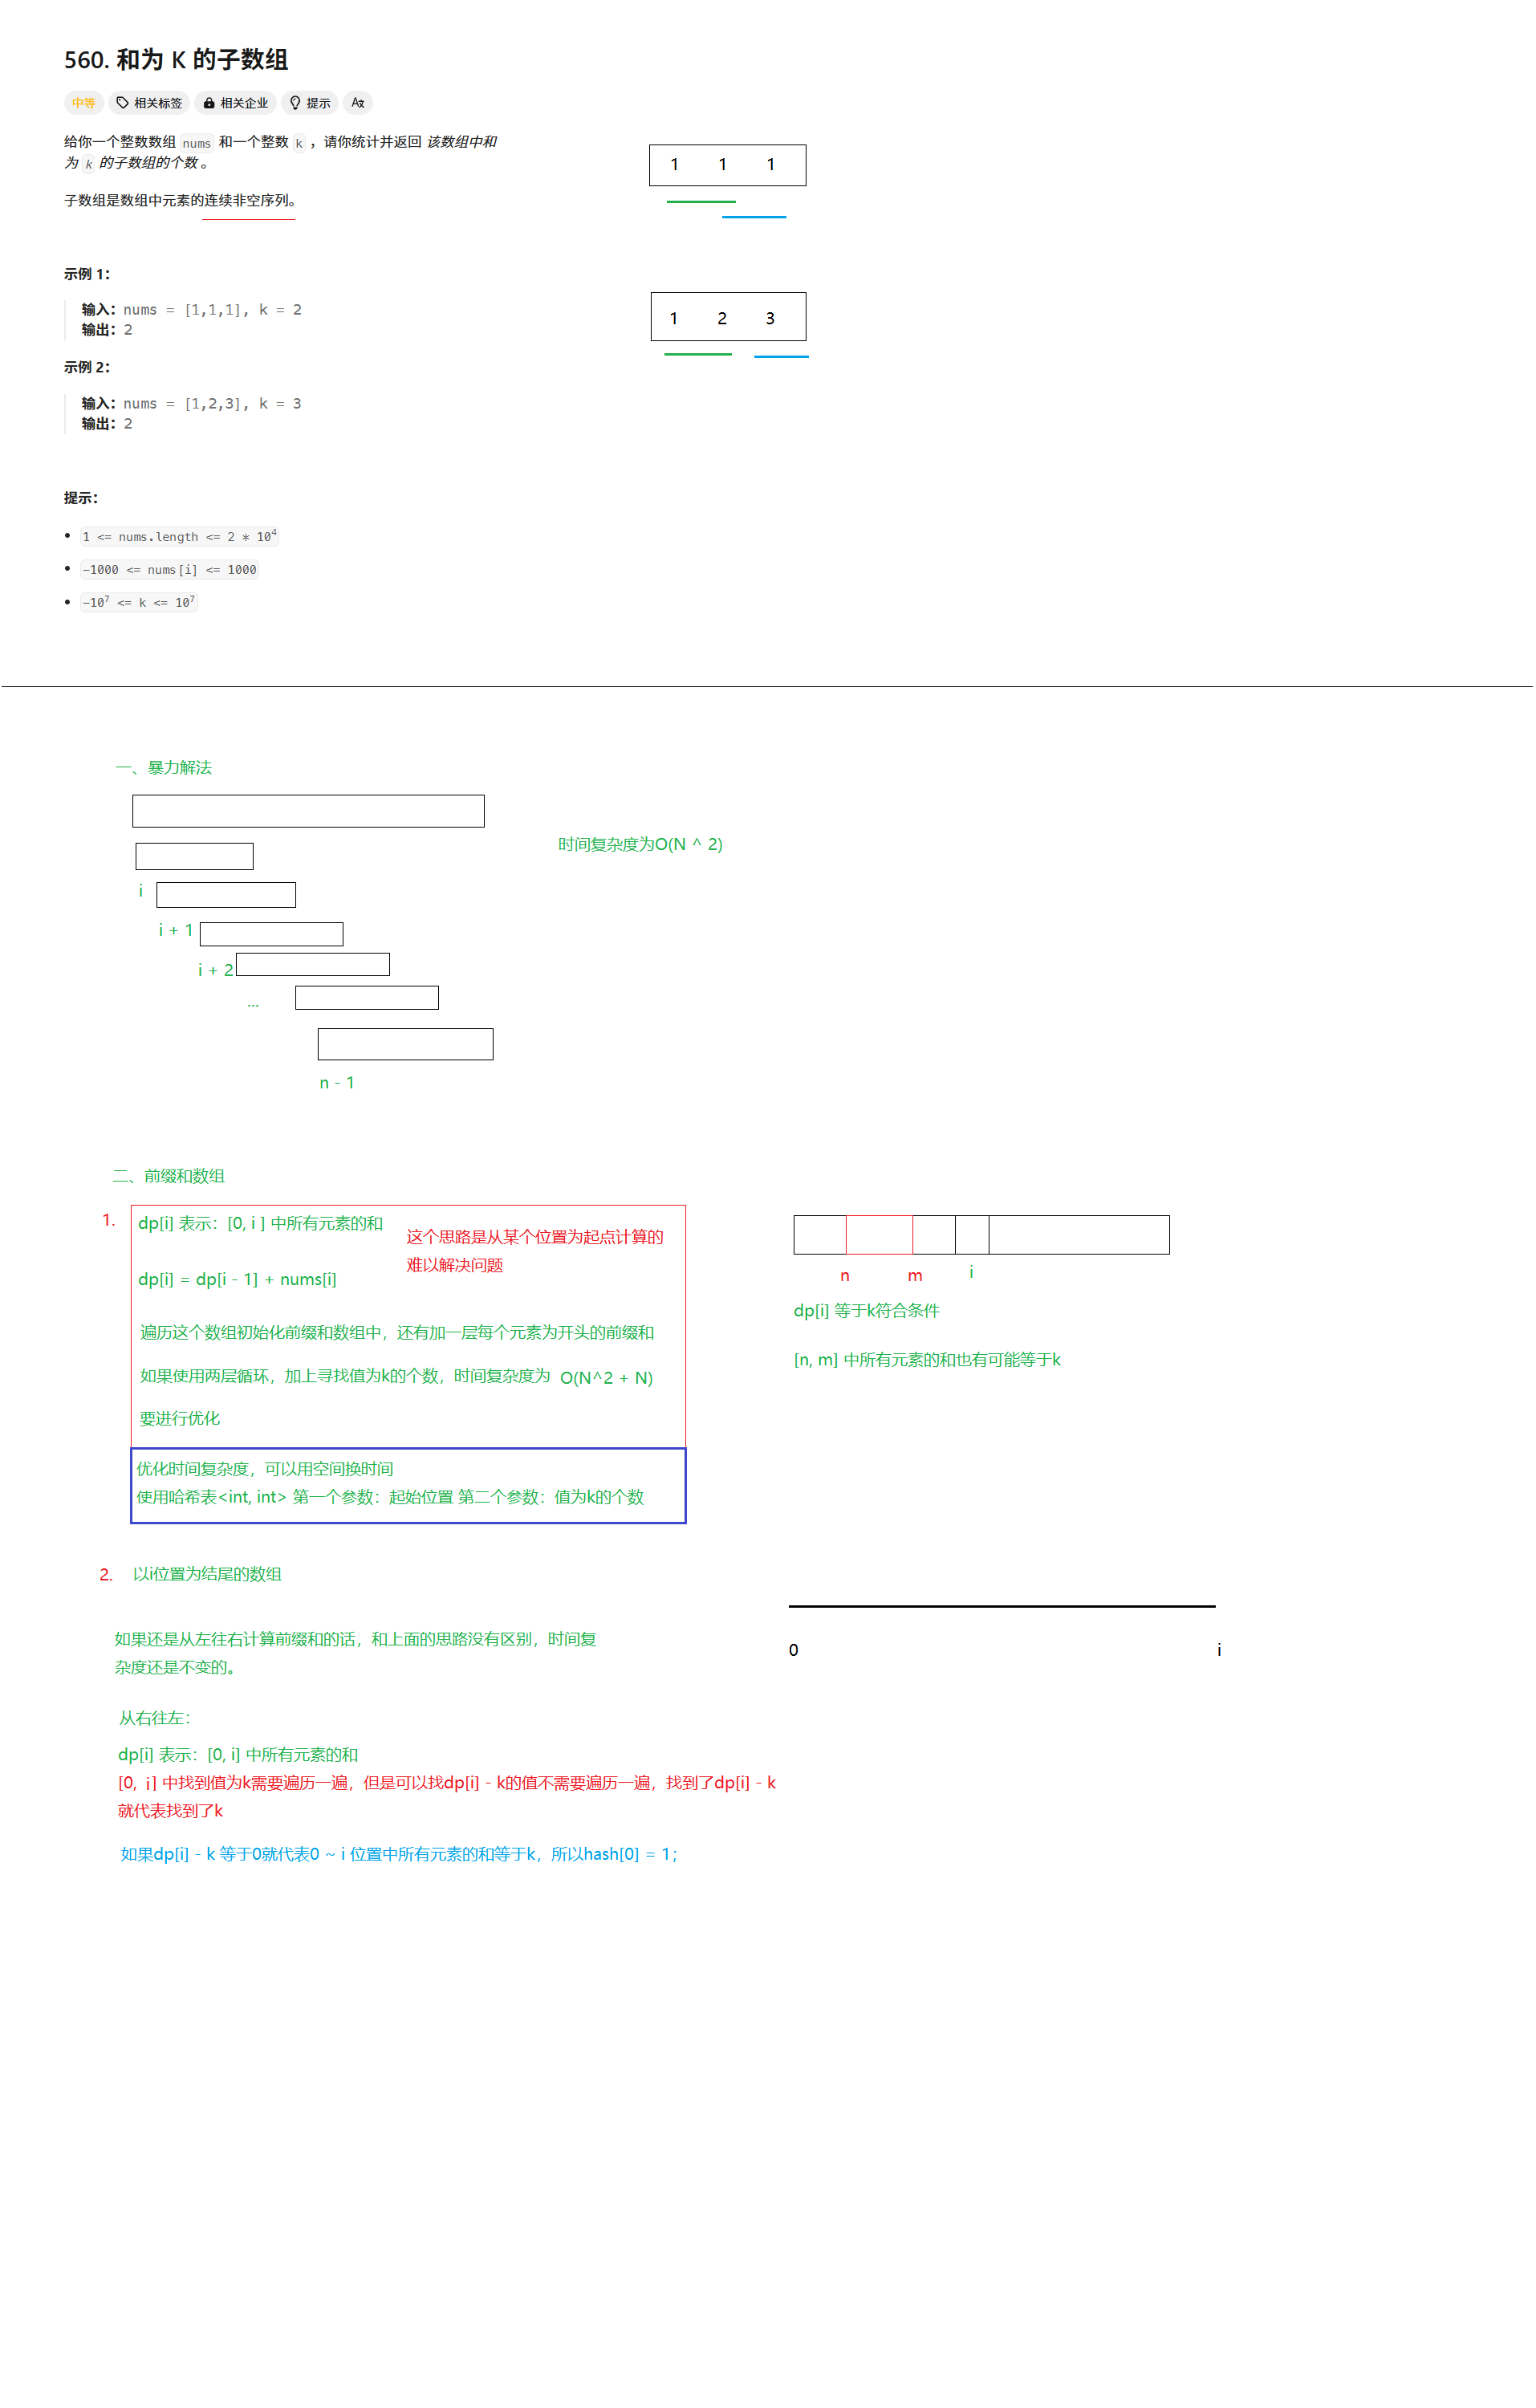 560. 和为 K 的子数组
中等 相关标签 相关企业 提示
给你一个整数数组 nums 和一个整数 k ，请你统计并返回 该数组中和
为 k 的子数组的个数 。
子数组是数组中元素的连续非空序列。
1 1 1
示例 1：
输入：nums = [1,1,1], k = 2
输出：2
1 2 3
示例 2：
输入：nums = [1,2,3], k = 3
输出：2
提示：
1 <= nums.length <= 2 * 10⁴
-1000 <= nums[i] <= 1000
-10⁷ <= k <= 10⁷
一、暴力解法
时间复杂度为O(N ^ 2)
i
i + 1
i + 2
...
n - 1
二、前缀和数组
1.
dp[i] 表示：[0, i ] 中所有元素的和
这个思路是从某个位置为起点计算的
难以解决问题
dp[i] = dp[i - 1] + nums[i]
遍历这个数组初始化前缀和数组中，还有加一层每个元素为开头的前缀和
如果使用两层循环，加上寻找值为k的个数，时间复杂度为 O(N^2 + N)
要进行优化
n m i
dp[i] 等于k符合条件
[n, m] 中所有元素的和也有可能等于k
优化时间复杂度，可以用空间换时间
使用哈希表<int, int> 第一个参数：起始位置 第二个参数：值为k的个数
2. 以i位置为结尾的数组
如果还是从左往右计算前缀和的话，和上面的思路没有区别，时间复
杂度还是不变的。
0 i
从右往左：
dp[i] 表示：[0, i] 中所有元素的和
[0, i] 中找到值为k需要遍历一遍，但是可以找dp[i] - k的值不需要遍历一遍，找到了dp[i] - k
就代表找到了k
如果dp[i] - k 等于0就代表0 ~ i 位置中所有元素的和等于k，所以hash[0] = 1；